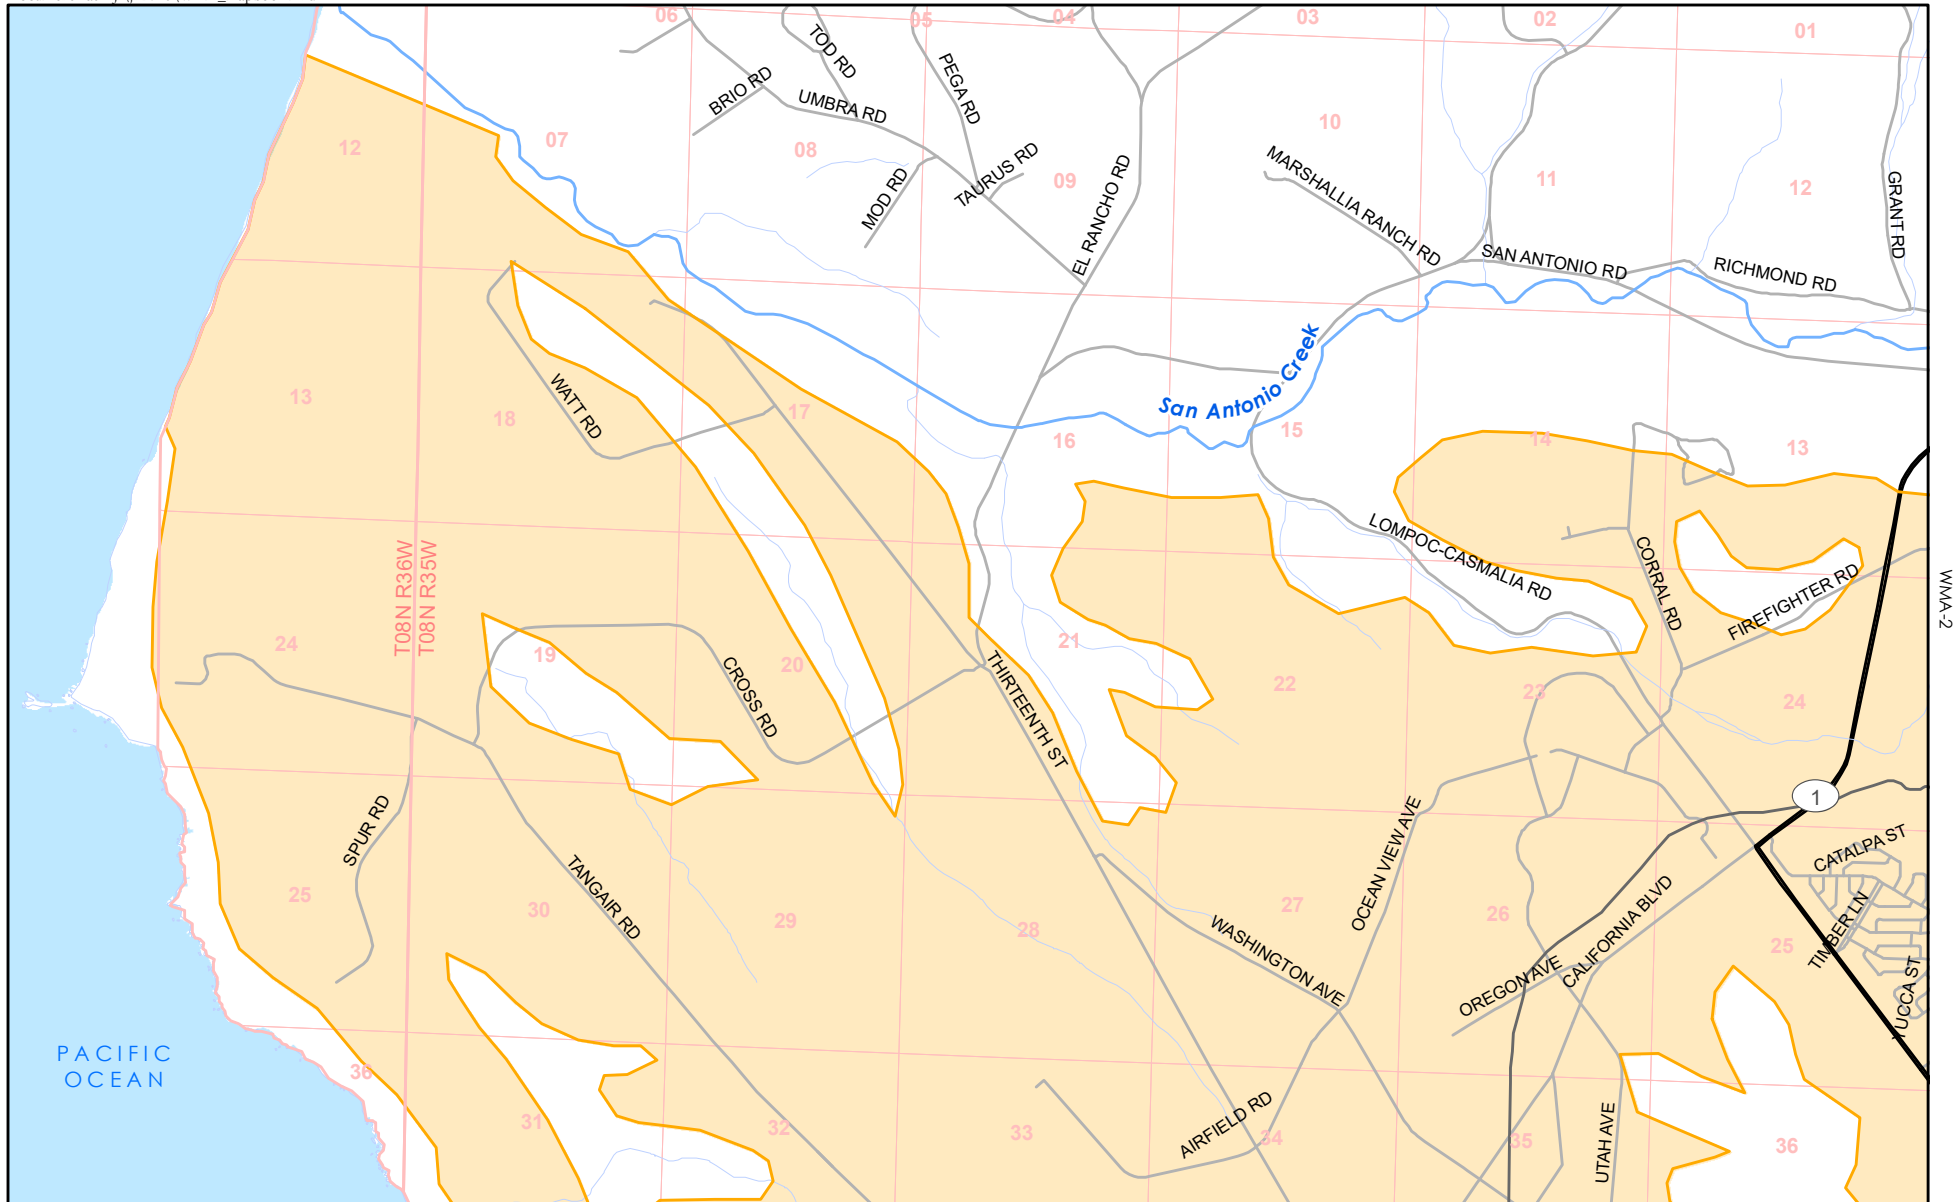 06
05
04
03
02
01
TOD RD
BRIO RD
PEGA RD
UMBRA RD
12
07
08
10
MOD RD
TAURUS RD
09
EL RANCHO RD
MARSHALLIA RANCH RD
11
12
GRANT RD
SAN ANTONIO RD
RICHMOND RD
San Antonio Creek
13
18
WATT RD
17
16
15
14
13
T08N R36W
T08N R35W
LOMPOC-CASMALIA RD
CORRAL RD
FIREFIGHTER RD
WMA-2
24
19
CROSS RD
20
THIRTEENTH ST
21
22
23
24
1
SPUR RD
TANGAIR RD
OCEAN VIEW AVE
CATALPA ST
25
30
29
28
27
WASHINGTON AVE
26
CALIFORNIA BLVD
OREGON AVE
25
TIMBER LN
YUCCA ST
PACIFIC
OCEAN
36
31
32
33
AIRFIELD RD
34
35
UTAH AVE
36